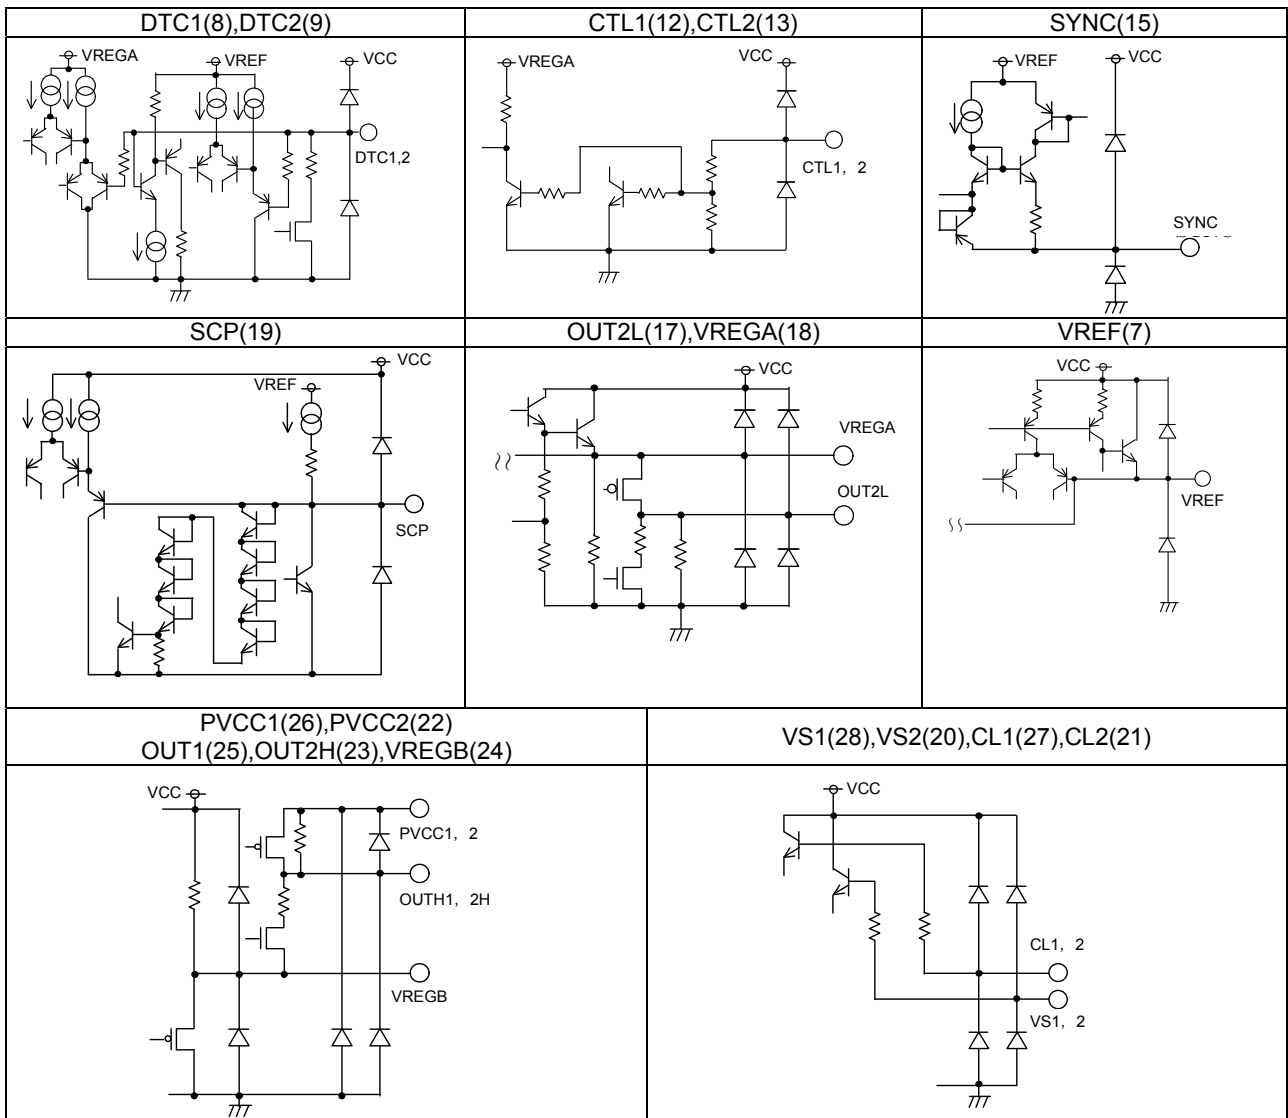 DTC1(8),DTC2(9)
CTL1(12),CTL2(13)
SYNC(15)
VREGA
VREF
VCC
DTC1,2
VREGA
VCC
CTL1, 2
VREF
VCC
SYNC
SCP(19)
OUT2L(17),VREGA(18)
VREF(7)
VCC
VREF
SCP
VCC
VREGA
OUT2L
VCC
VREF
PVCC1(26),PVCC2(22)
OUT1(25),OUT2H(23),VREGB(24)
VS1(28),VS2(20),CL1(27),CL2(21)
VCC
PVCC1, 2
OUTH1, 2H
VREGB
VCC
CL1, 2
VS1, 2